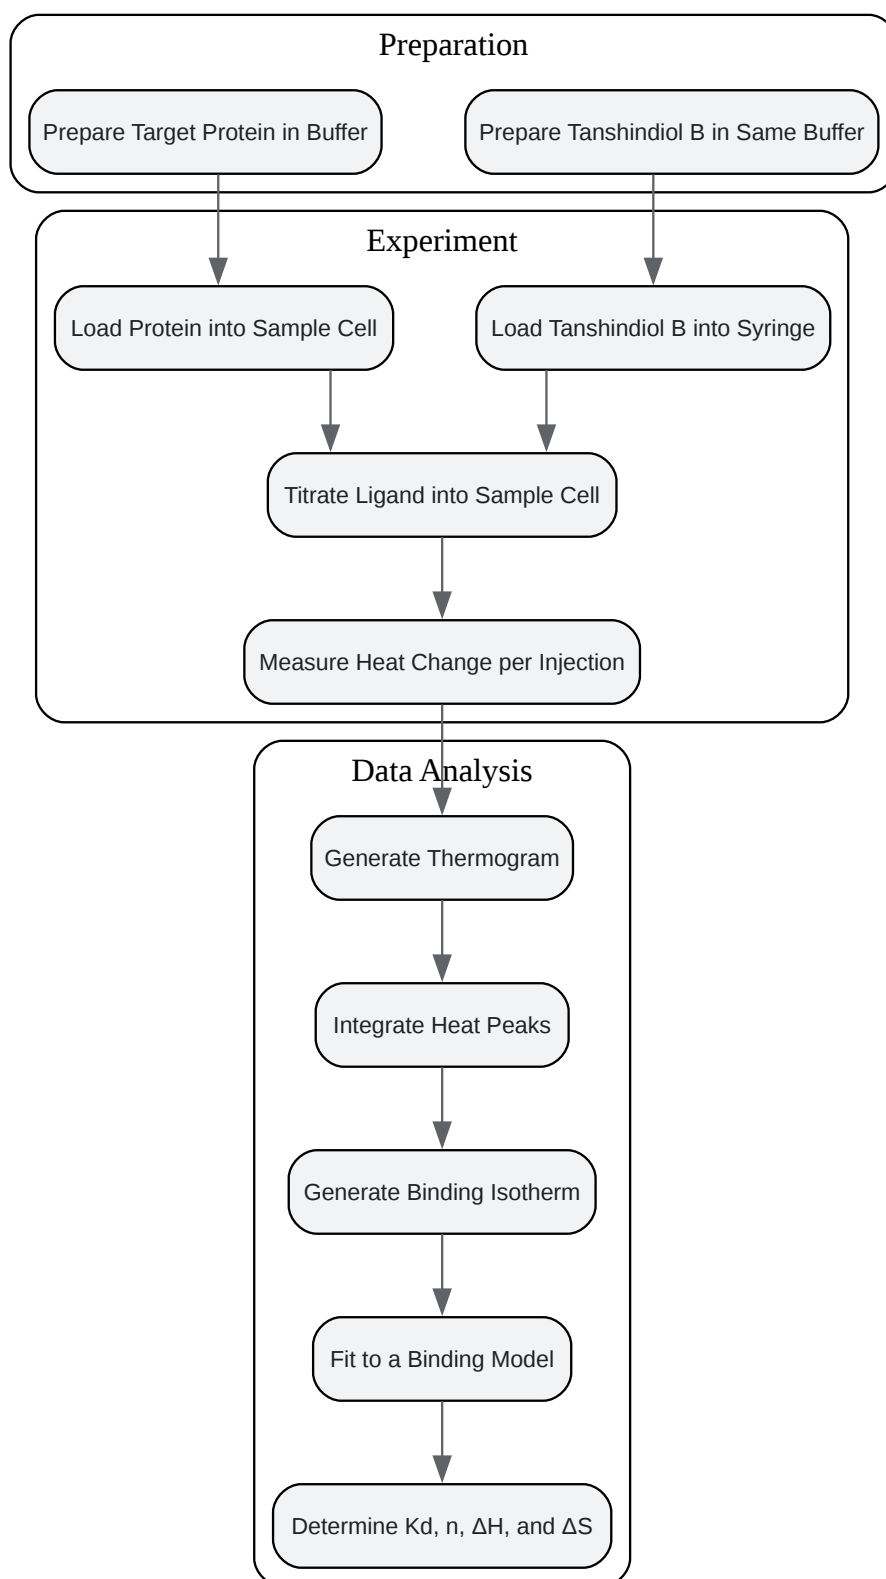 Preparation
Prepare Target Protein in Buffer
Prepare Tanshindiol B in Same Buffer
Experiment
Load Protein into Sample Cell
Load Tanshindiol B into Syringe
Titrate Ligand into Sample Cell
Measure Heat Change per Injection
Data Analysis
Generate Thermogram
Integrate Heat Peaks
Generate Binding Isotherm
Fit to a Binding Model
Determine Kd, n, ΔH, and ΔS